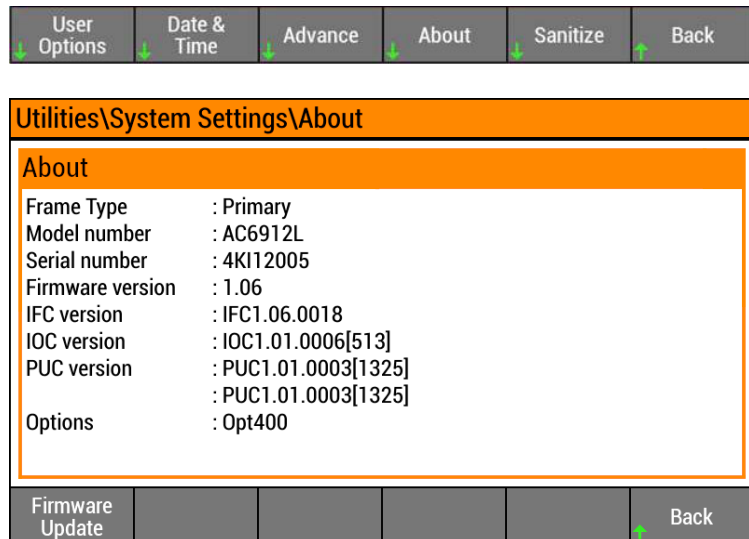 User Options
Date & Time
Advance
About
Sanitize
Back
Utilities\System Settings\About
About
Frame Type : Primary
Model number : AC6912L
Serial number : 4KI12005
Firmware version : 1.06
IFC version : IFC1.06.0018
IOC version : IOC1.01.0006[513]
PUC version : PUC1.01.0003[1325]
: PUC1.01.0003[1325]
Options : Opt400
Firmware Update
Back